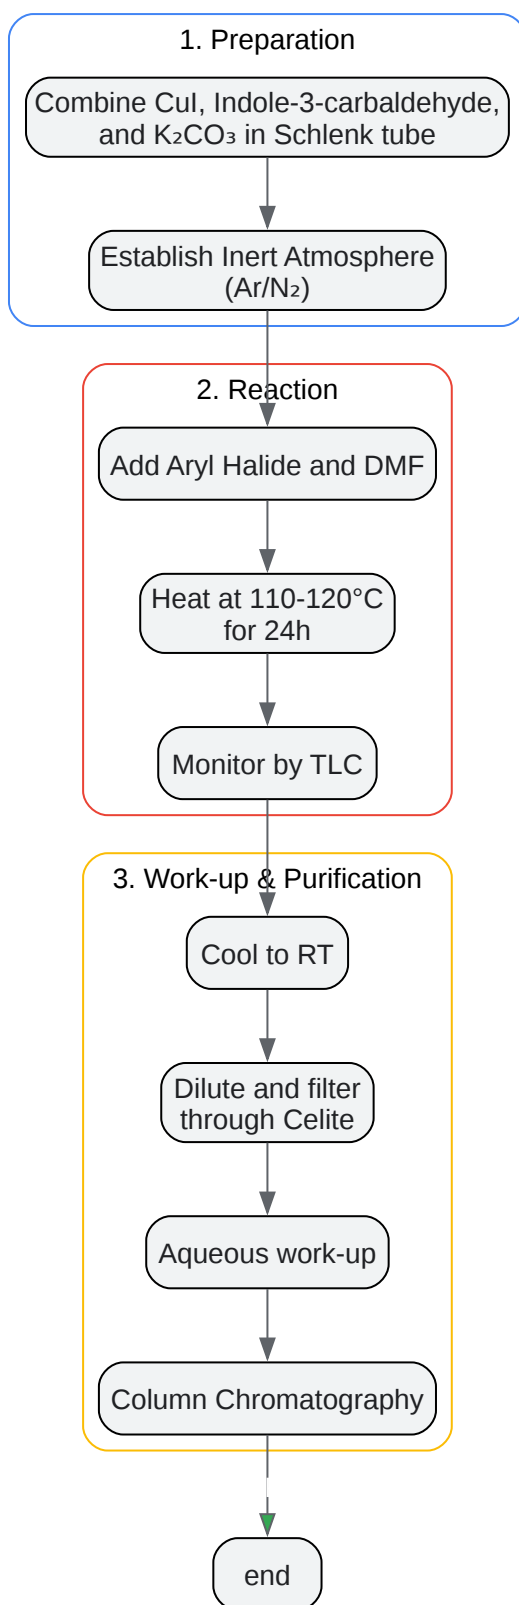 1. Preparation
Combine CuI, Indole-3-carbaldehyde,
and K₂CO₃ in Schlenk tube
Establish Inert Atmosphere
(Ar/N₂)
2. Reaction
Add Aryl Halide and DMF
Heat at 110-120°C
for 24h
Monitor by TLC
3. Work-up & Purification
Cool to RT
Dilute and filter
through Celite
Aqueous work-up
Column Chromatography
end